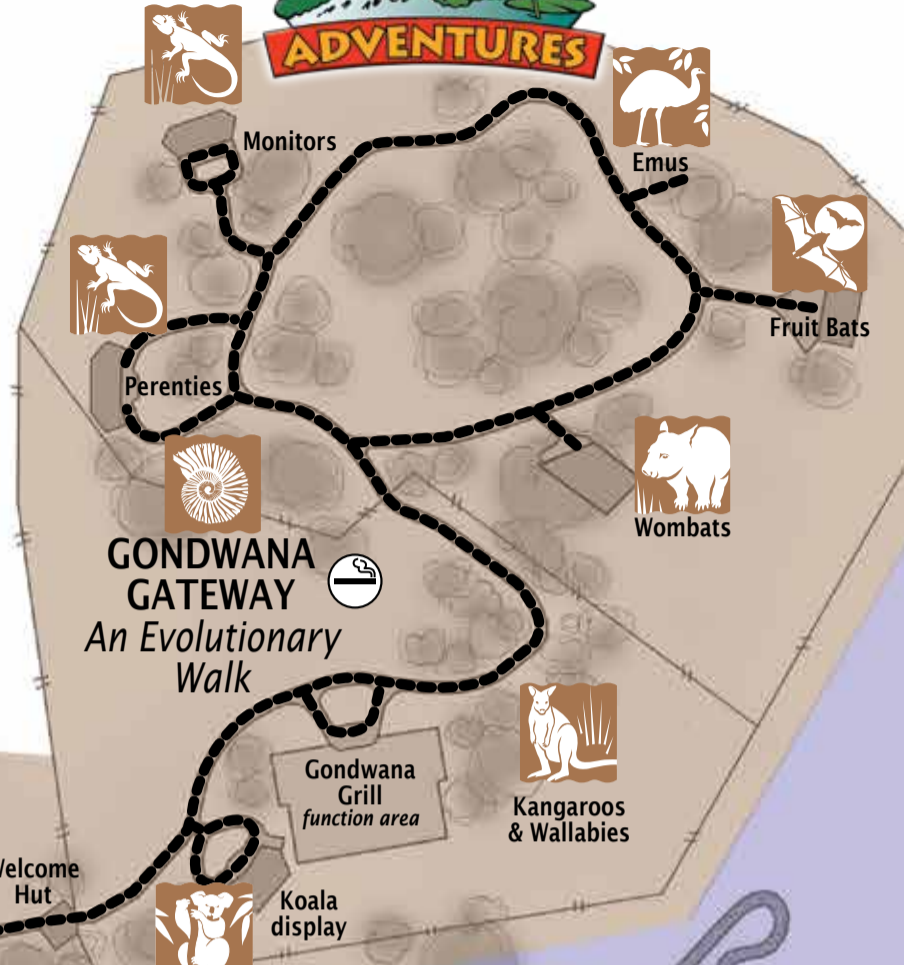 ADVENTURES
Monitors
Emus
Fruit Bats
Perenties
Wombats
GONDWANA
GATEWAY
An Evolutionary
Walk
Gondwana
Grill
function area
Kangaroos
& Wallabies
Hut
Koala
display